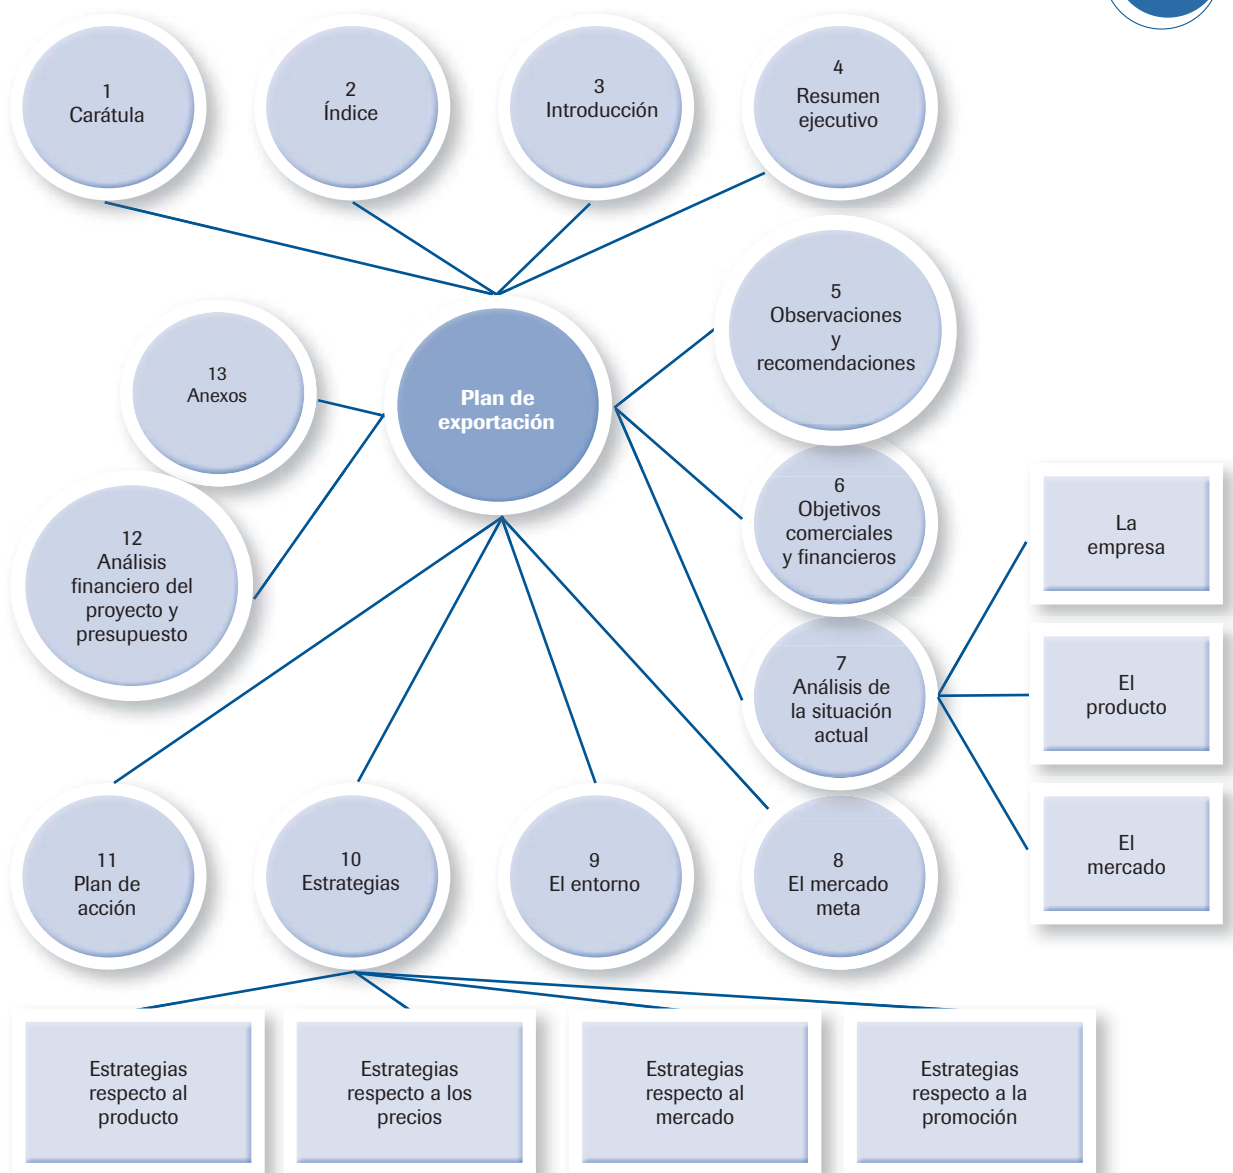 1
Carátula
2
Índice
3
Introducción
4
Resumen
ejecutivo
5
Observaciones
y
recomendaciones
13
Anexos
Plan de
exportación
6
Objetivos
comerciales
y financieros
La
empresa
12
Análisis
financiero del
proyecto y
presupuesto
7
Análisis de
la situación
actual
El
producto
El
mercado
11
Plan de
acción
10
Estrategias
9
El entorno
8
El mercado
meta
Estrategias
respecto al
producto
Estrategias
respecto a los
precios
Estrategias
respecto al
mercado
Estrategias
respecto a la
promoción